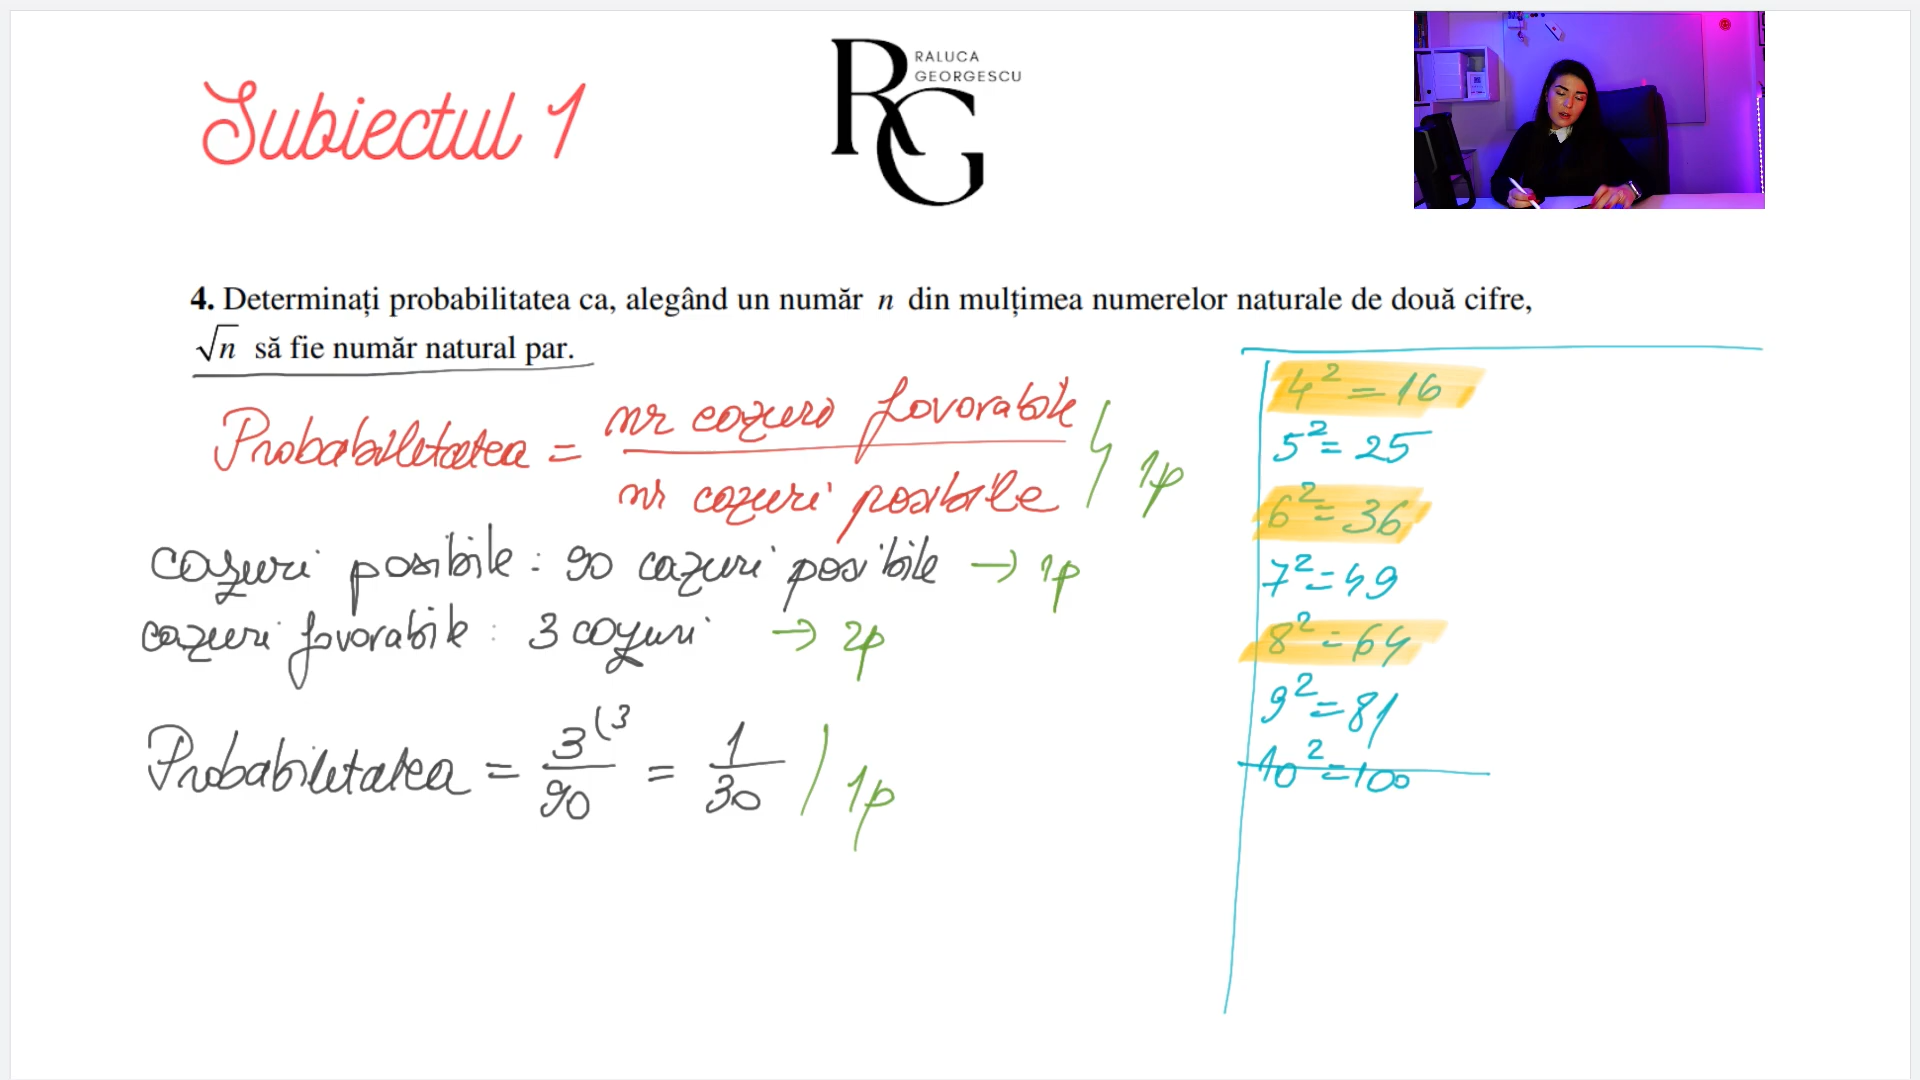 Subiectul 1
RALUCA
GEORGESCU
RG
4. Determinați probabilitatea ca, alegând un număr n din mulțimea numerelor naturale de două cifre,
√n să fie număr natural par.
Probabilitatea = nr cazuri favorabile / nr cazuri posibile 1p
cazuri posibile : 90 cazuri posibile → 1p
cazuri favorabile : 3 cazuri → 2p
Probabilitatea = 3/90 (3 = 1/30 / 1p
4² = 16
5² = 25
6² = 36
7² = 49
8² = 64
9² = 81
10² = 100